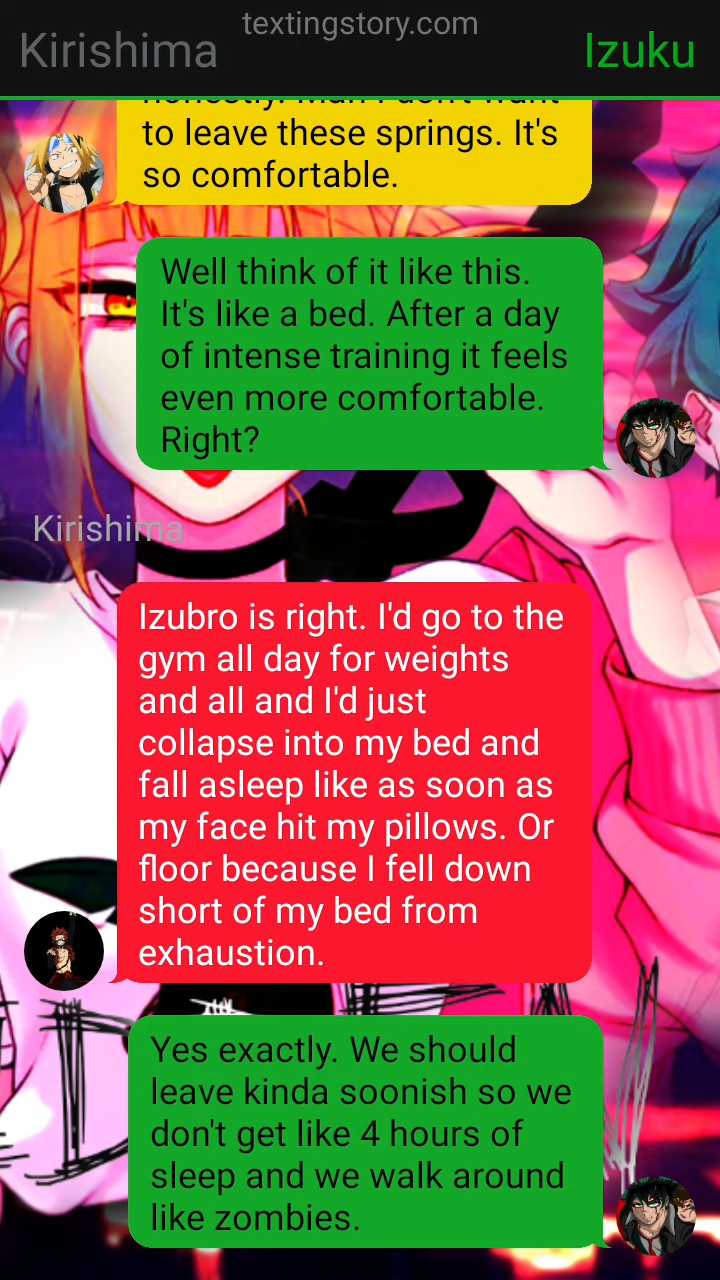 textingstory.com
Kirishima
Izuku
honestly. Man I don't want
to leave these springs. It's
so comfortable.
Well think of it like this.
It's like a bed. After a day
of intense training it feels
even more comfortable.
Right?
Kirishima
Izubro is right. I'd go to the
gym all day for weights
and all and I'd just
collapse into my bed and
fall asleep like as soon as
my face hit my pillows. Or
floor because I fell down
short of my bed from
exhaustion.
Yes exactly. We should
leave kinda soonish so we
don't get like 4 hours of
sleep and we walk around
like zombies.